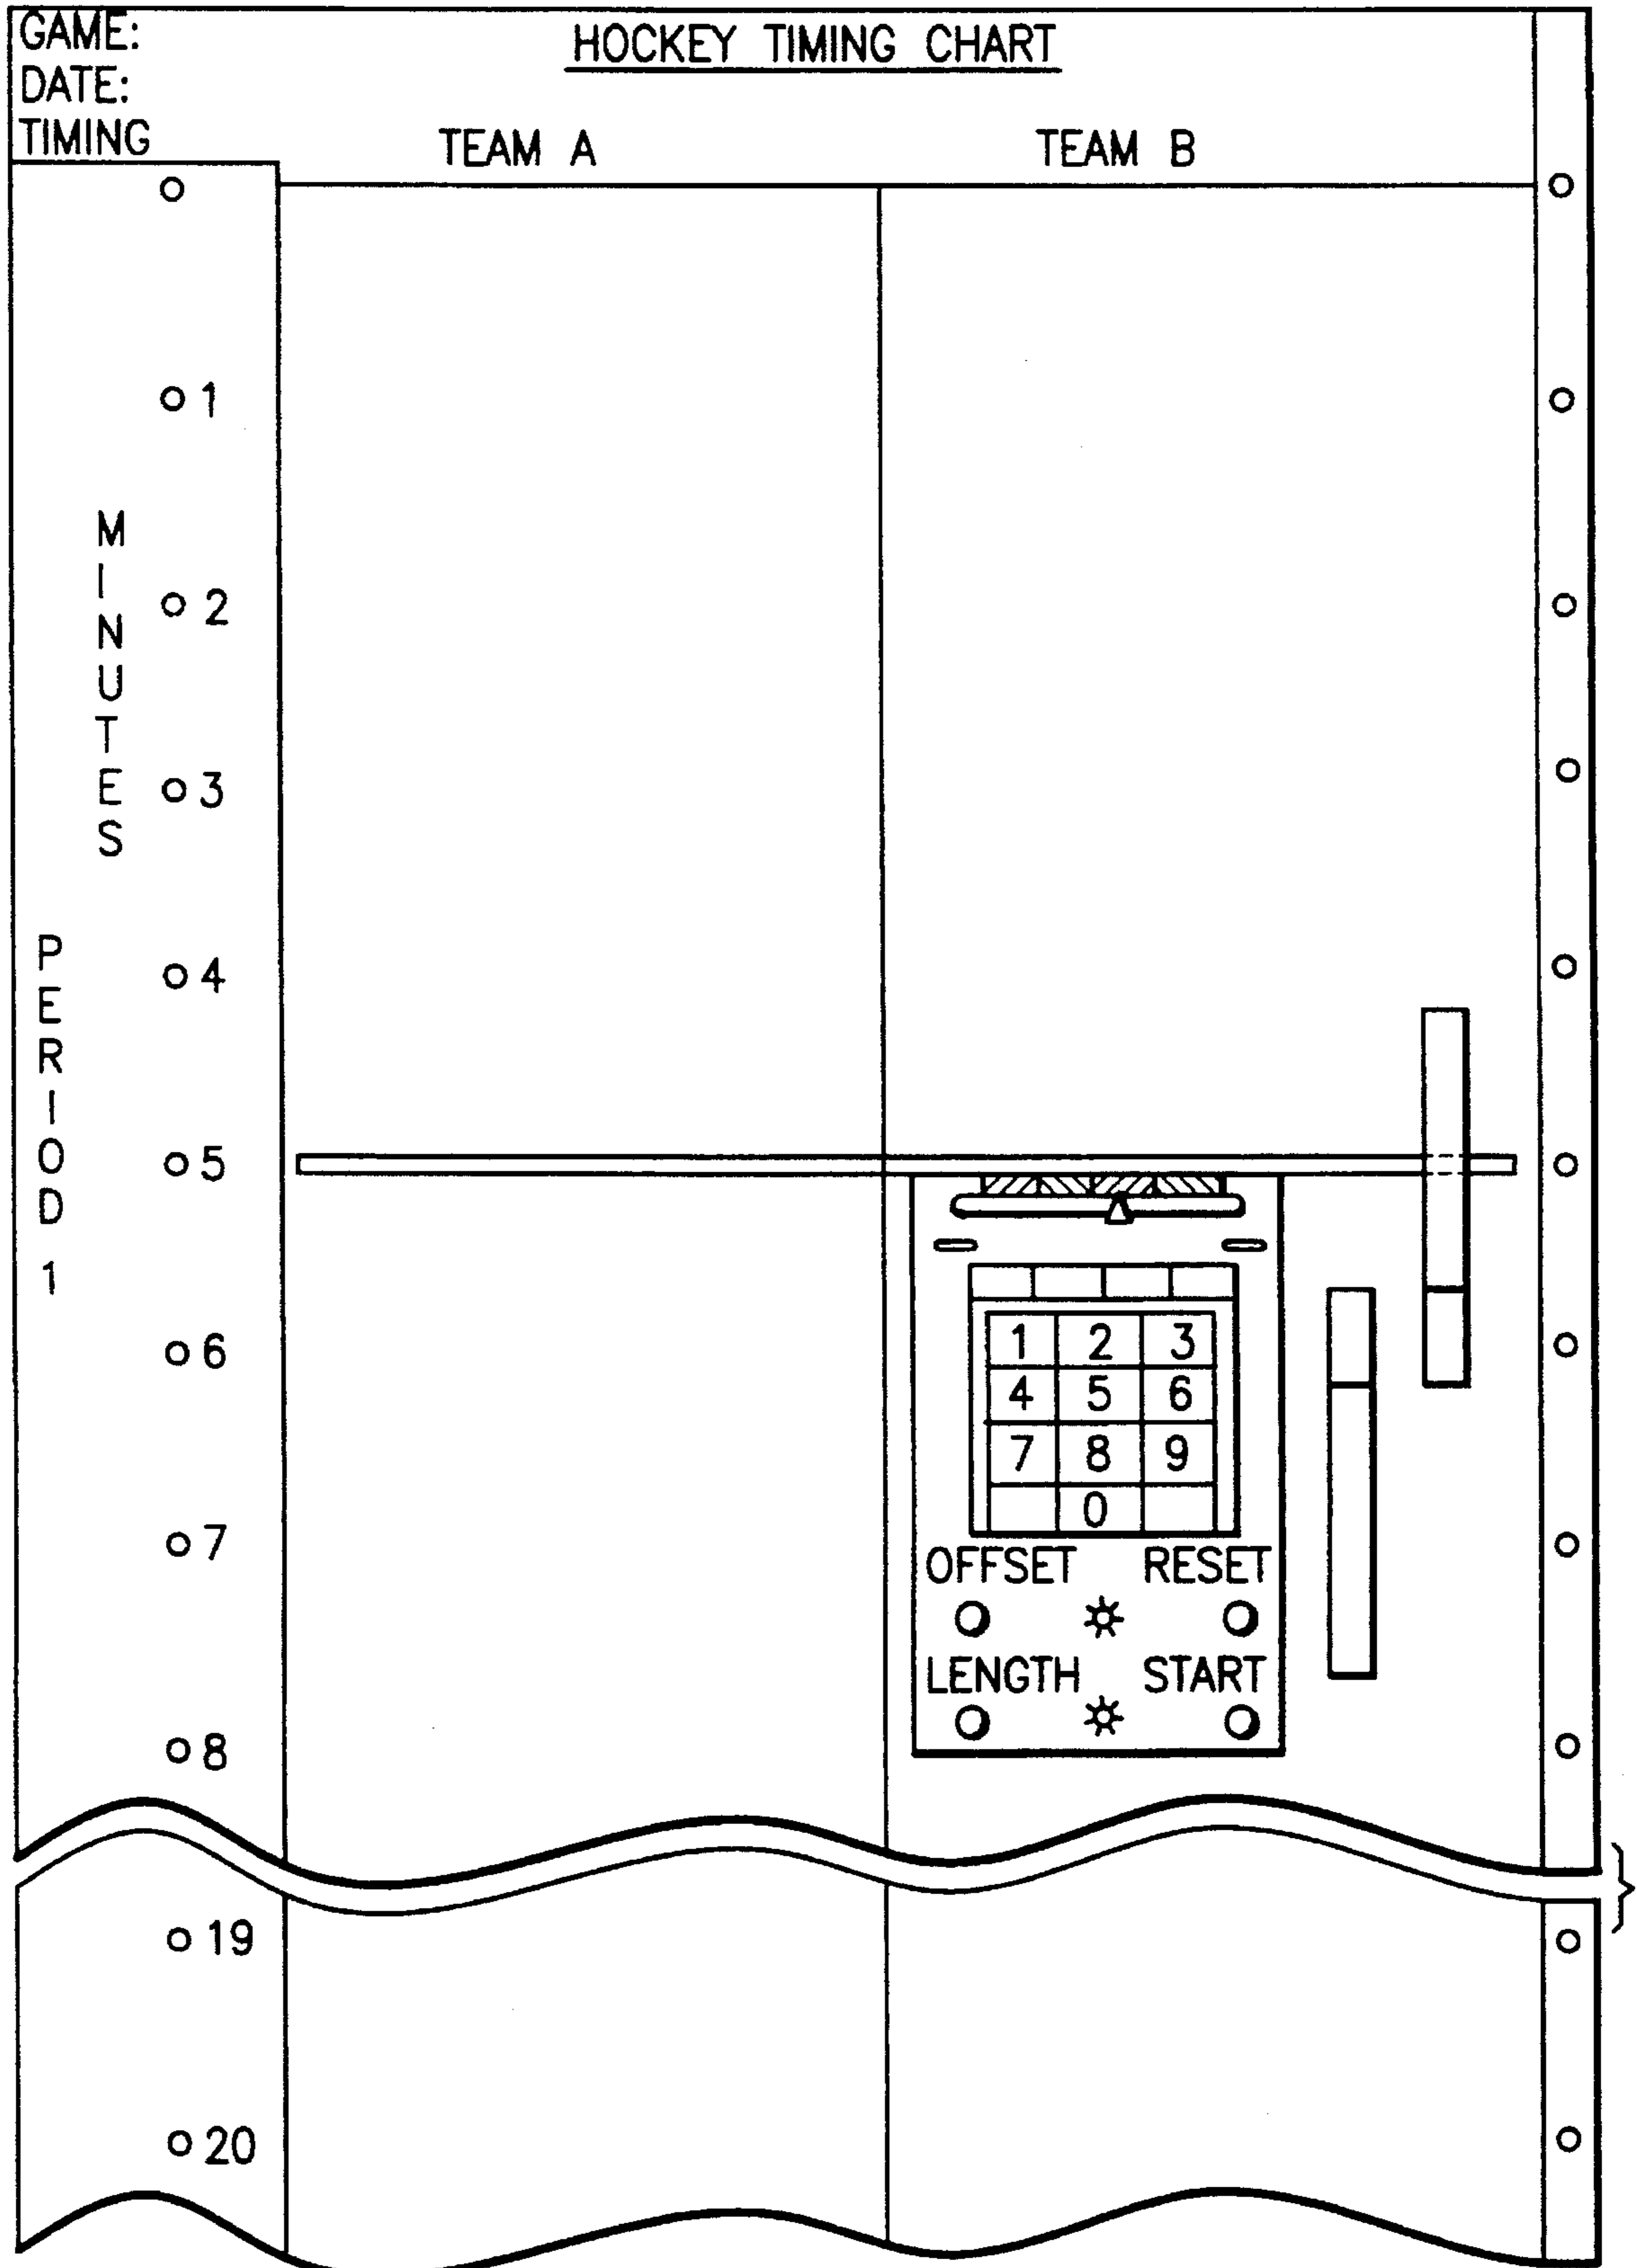 GAME:
HOCKEY TIMING CHART
DATE:
TIMING
TEAM A
TEAM B
MINUTES
PERIOD 1
1
2
3
4
5
6
7
8
19
20
1 2 3
4 5 6
7 8 9
0
OFFSET RESET
LENGTH START